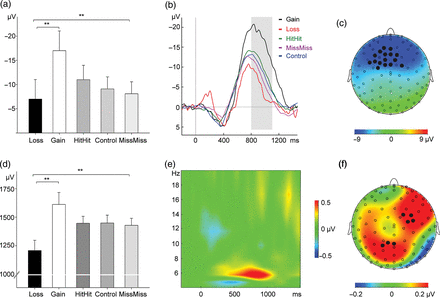 (a)
μV
**
**
-20
-15
-10
-5
Loss
Gain
HitHit
Control
MissMiss
(b)
μV
-20
-15
-10
-5
0
5
0
400
800
1200
ms
Gain
Loss
HitHit
MissMiss
Control
(c)
-9
9 μV
(d)
μV
**
**
1750
1500
1250
1000
Loss
Gain
HitHit
Control
MissMiss
(e)
Hz
18
16
14
12
10
8
6
0
500
1000
ms
0.5
0 μV
0.5
(f)
-0.2
0.2 μV